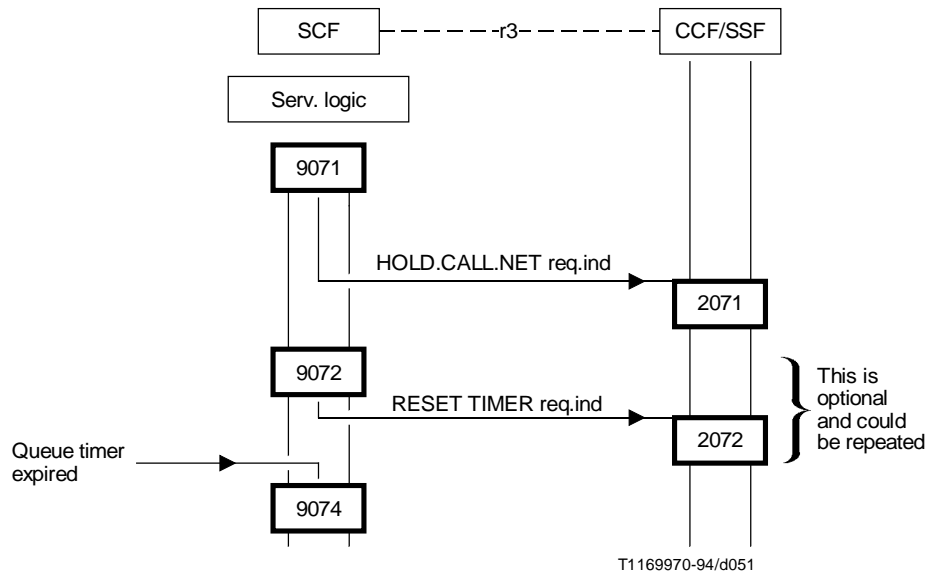 SCF
r3
CCF/SSF
Serv. logic
9071
HOLD.CALL.NET req.ind
2071
9072
RESET TIMER req.ind
2072
This is
optional
and could
be repeated
Queue timer
expired
9074
T1169970-94/d051